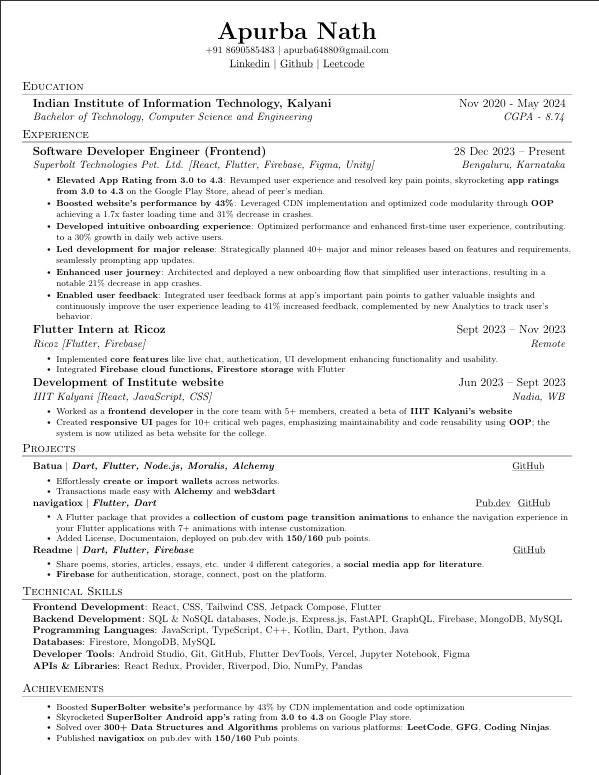 Apurba Nath
+91 8690585483 | apurba64880@gmail.com
Linkedin | Github | Leetcode
Education
Indian Institute of Information Technology, Kalyani Nov 2020 - May 2024
Bachelor of Technology, Computer Science and Engineering CGPA - 8.74
Experience
Software Developer Engineer (Frontend) 28 Dec 2023 – Present
Superbolt Technologies Pvt. Ltd. [React, Flutter, Firebase, Figma, Unity] Bengaluru, Karnataka
• Elevated App Rating from 3.0 to 4.3: Revamped user experience and resolved key pain points, skyrocketing app ratings
from 3.0 to 4.3 on the Google Play Store, ahead of peer's median.
• Boosted website's performance by 43%: Leveraged CDN implementation and optimized code modularity through OOP
achieving a 1.7x faster loading time and 31% decrease in crashes.
• Developed intuitive onboarding experience: Optimized performance and enhanced first-time user experience, contributing
to a 30% growth in daily web active users.
• Led development for major release: Strategically planned 40+ major and minor releases based on features and requirements,
seamlessly prompting app updates.
• Enhanced user journey: Architected and deployed a new onboarding flow that simplified user interactions, resulting in a
notable 21% decrease in app crashes.
• Enabled user feedback: Integrated user feedback forms at app's important pain points to gather valuable insights and
continuously improve the user experience leading to 41% increased feedback, complemented by new Analytics to track user's
behavior.
Flutter Intern at Ricoz Sept 2023 – Nov 2023
Ricoz [Flutter, Firebase] Remote
• Implemented core features like live chat, authetication, UI development enhancing functionality and usability.
• Integrated Firebase cloud functions, Firestore storage with Flutter
Development of Institute website Jun 2023 – Sept 2023
IIIT Kalyani [React, JavaScript, CSS] Nadia, WB
• Worked as a frontend developer in the core team with 5+ members, created a beta of IIIT Kalyani's website
• Created responsive UI pages for 10+ critical web pages, emphasizing maintainability and code reusability using OOP; the
system is now utilized as beta website for the college.
Projects
Batua | Dart, Flutter, Node.js, Moralis, Alchemy GitHub
• Effortlessly create or import wallets across networks.
• Transactions made easy with Alchemy and web3dart
navigatiox | Flutter, Dart Pub.dev GitHub
• A Flutter package that provides a collection of custom page transition animations to enhance the navigation experience in
your Flutter applications with 7+ animations with intense customization.
• Added License, Documentaion, deployed on pub.dev with 150/160 pub points.
Readme | Dart, Flutter, Firebase GitHub
• Share poems, stories, articles, essays, etc. under 4 different categories, a social media app for literature.
• Firebase for authentication, storage, connect, post on the platform.
Technical Skills
Frontend Development: React, CSS, Tailwind CSS, Jetpack Compose, Flutter
Backend Development: SQL & NoSQL databases, Node.js, Express.js, FastAPI, GraphQL, Firebase, MongoDB, MySQL
Programming Languages: JavaScript, TypeScript, C++, Kotlin, Dart, Python, Java
Databases: Firestore, MongoDB, MySQL
Developer Tools: Android Studio, Git, GitHub, Flutter DevTools, Vercel, Jupyter Notebook, Figma
APIs & Libraries: React Redux, Provider, Riverpod, Dio, NumPy, Pandas
Achievements
• Boosted SuperBolter website's performance by 43% by CDN implementation and code optimization
• Skyrocketed SuperBolter Android app's rating from 3.0 to 4.3 on Google Play store.
• Solved over 300+ Data Structures and Algorithms problems on various platforms: LeetCode, GFG, Coding Ninjas.
• Published navigatiox on pub.dev with 150/160 Pub points.